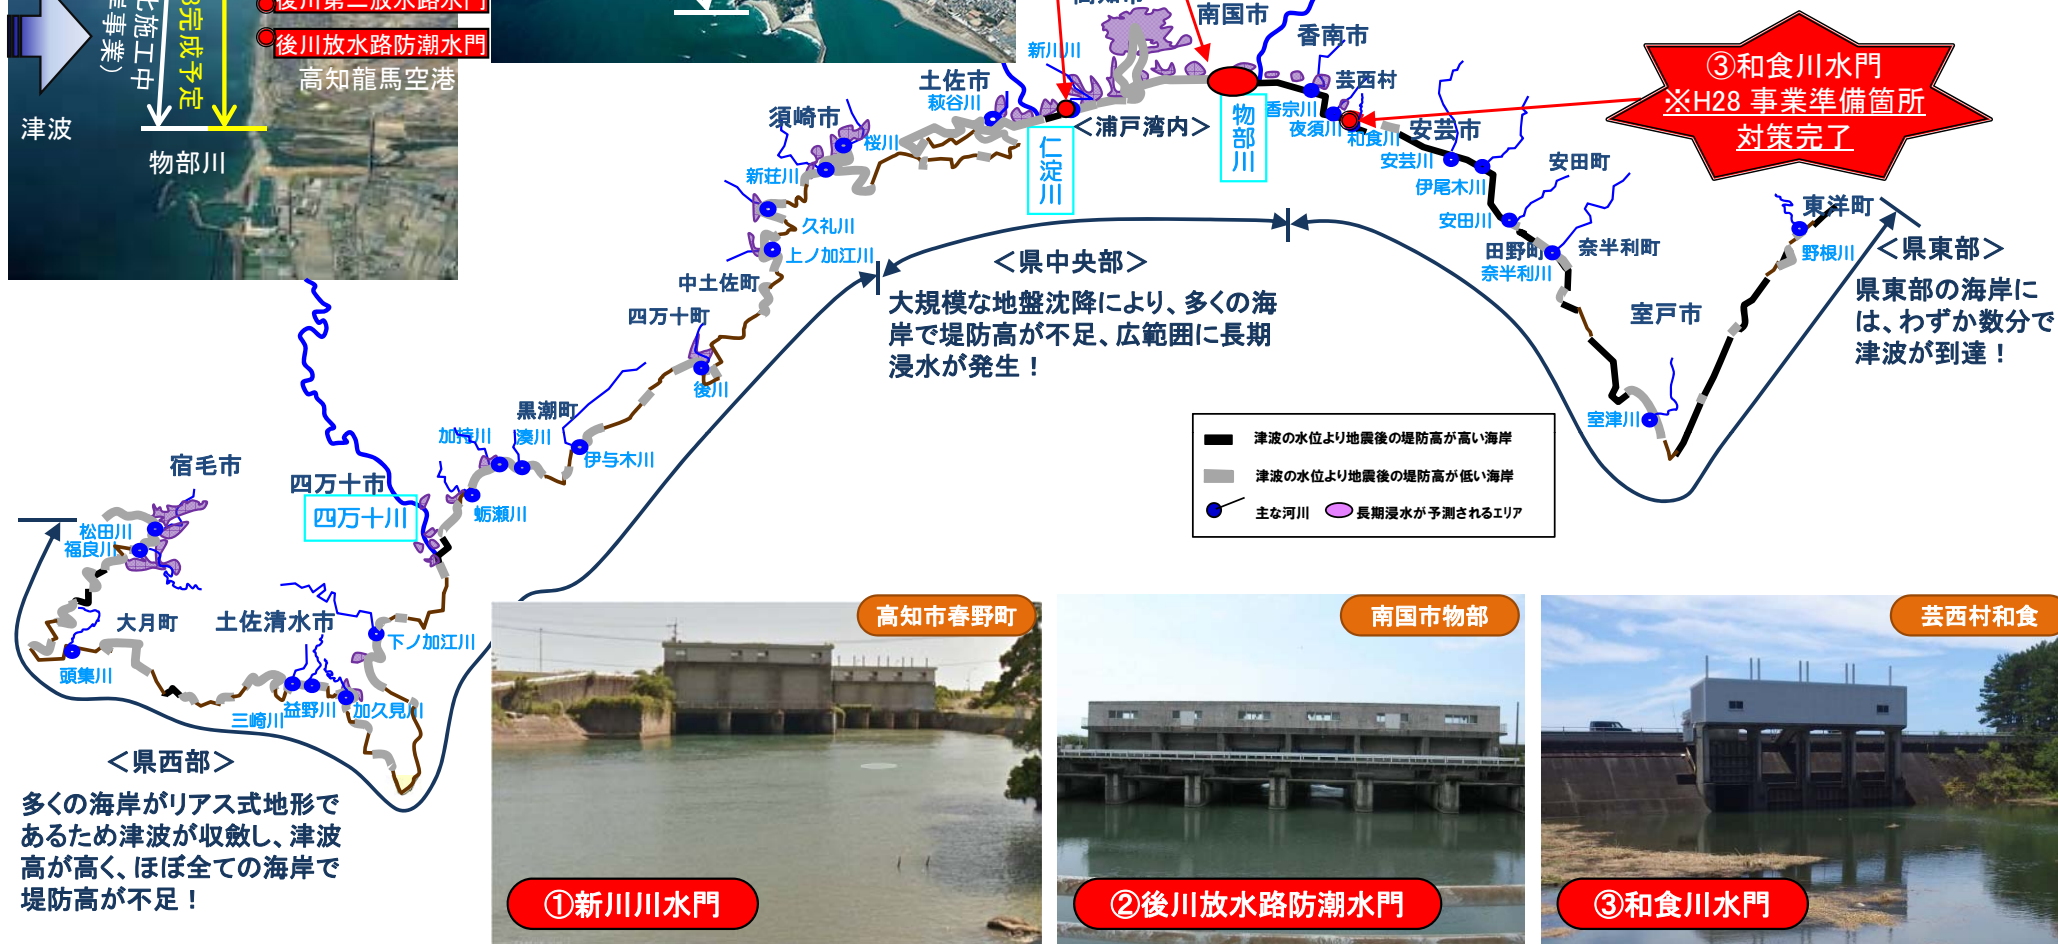 後川第二放水路水門
後川放水路防潮水門
高知龍馬空港
完成予定
化施工中
事業）
津波
物部川
南国市
香南市
芸西村
新川川
土佐市
萩谷川
須崎市
桜川
新荘川
久礼川
上ノ加江川
中土佐町
四万十町
後川
黒潮町
加持川
湊川
伊与木川
蛎瀬川
四万十市
四万十川
宿毛市
松田川
福良川
大月町
頭集川
土佐清水市
下ノ加江川
三崎川
益野川
加久見川
＜浦戸湾内＞
仁淀川
物部川
香宗川
夜須川
和食川
安芸市
安芸川
伊尾木川
安田町
安田川
田野町
奈半利町
奈半利川
室戸市
室津川
東洋町
野根川
③和食川水門
※H28 事業準備箇所
対策完了
＜県東部＞
県東部の海岸に
は、わずか数分で
津波が到達！
＜県中央部＞
大規模な地盤沈降により、多くの海
岸で堤防高が不足、広範囲に長期
浸水が発生！
津波の水位より地震後の堤防高が高い海岸
津波の水位より地震後の堤防高が低い海岸
主な河川
長期浸水が予測されるエリア
＜県西部＞
多くの海岸がリアス式地形で
あるため津波が収斂し、津波
高が高く、ほぼ全ての海岸で
堤防高が不足！
高知市春野町
①新川川水門
南国市物部
②後川放水路防潮水門
芸西村和食
③和食川水門